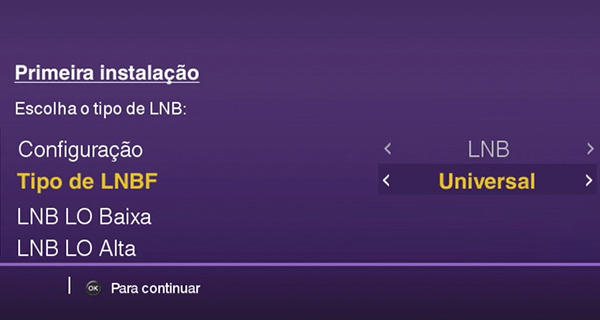 Primeira instalação
Escolha o tipo de LNB:
Configuração < LNB >
Tipo de LNBF < Universal >
LNB LO Baixa
LNB LO Alta
OK Para continuar